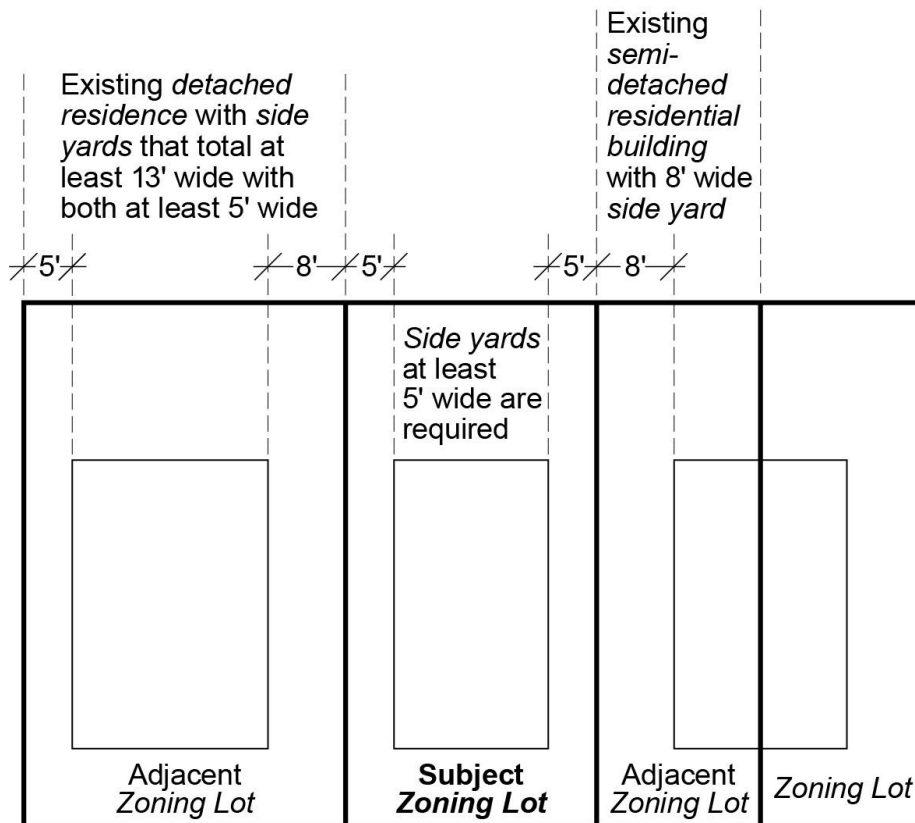 Existing detached
residence with side
yards that total at
least 13' wide with
both at least 5' wide
Existing
semi-
detached
residential
building
with 8' wide
side yard
5'
8'
5'
5'
8'
Side yards
at least
5' wide are
required
Adjacent
Zoning Lot
Subject
Zoning Lot
Adjacent
Zoning Lot
Zoning Lot